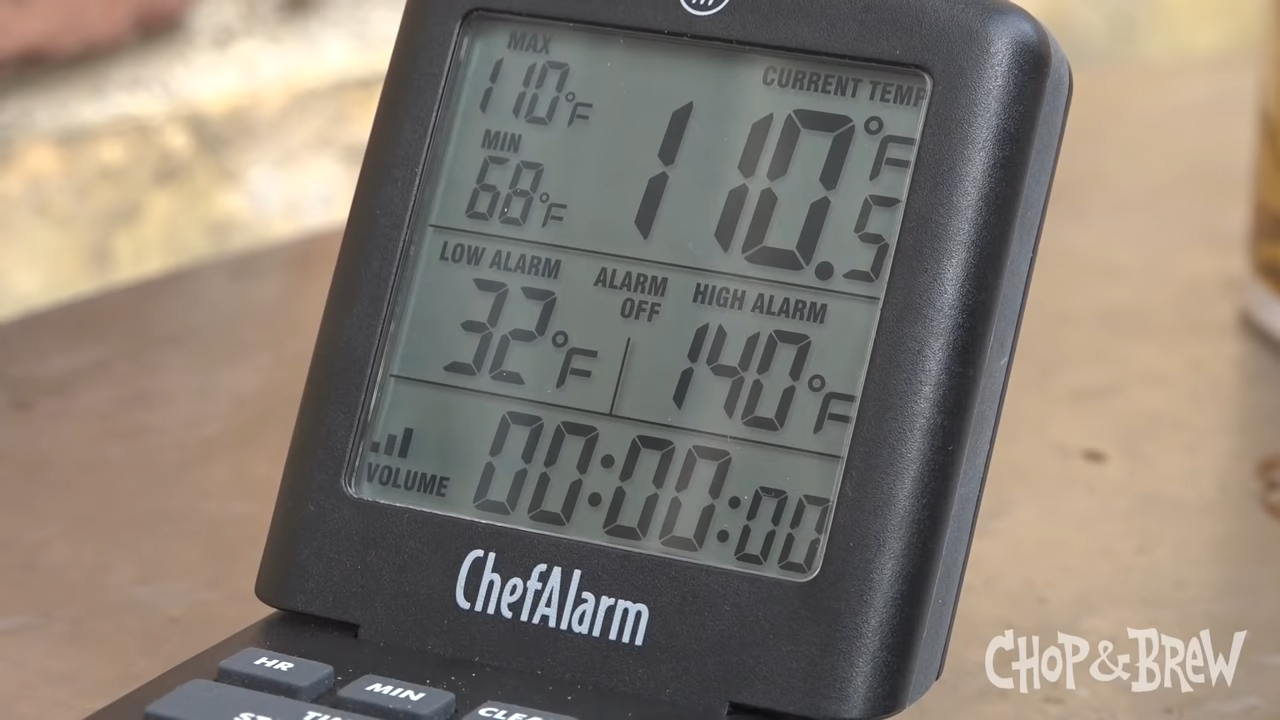 MAX
110°F
CURRENT TEMP
110.5°F
MIN
68°F
LOW ALARM
32°F
ALARM
OFF
HIGH ALARM
140°F
VOLUME
00:00:00
ChefAlarm
HR
MIN
CHOP & BREW